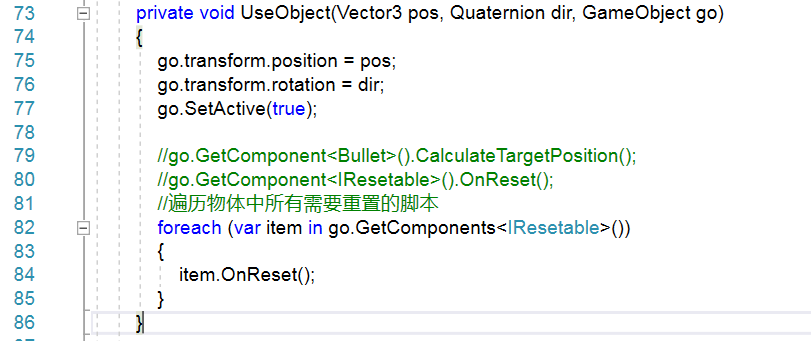 73 private void UseObject(Vector3 pos, Quaternion dir, GameObject go)
74 {
75 go.transform.position = pos;
76 go.transform.rotation = dir;
77 go.SetActive(true);
78
79 //go.GetComponent<Bullet>().CalculateTargetPosition();
80 //go.GetComponent<IResetable>().OnReset();
81 //遍历物体中所有需要重置的脚本
82 foreach (var item in go.GetComponents<IResetable>())
83 {
84 item.OnReset();
85 }
86 }